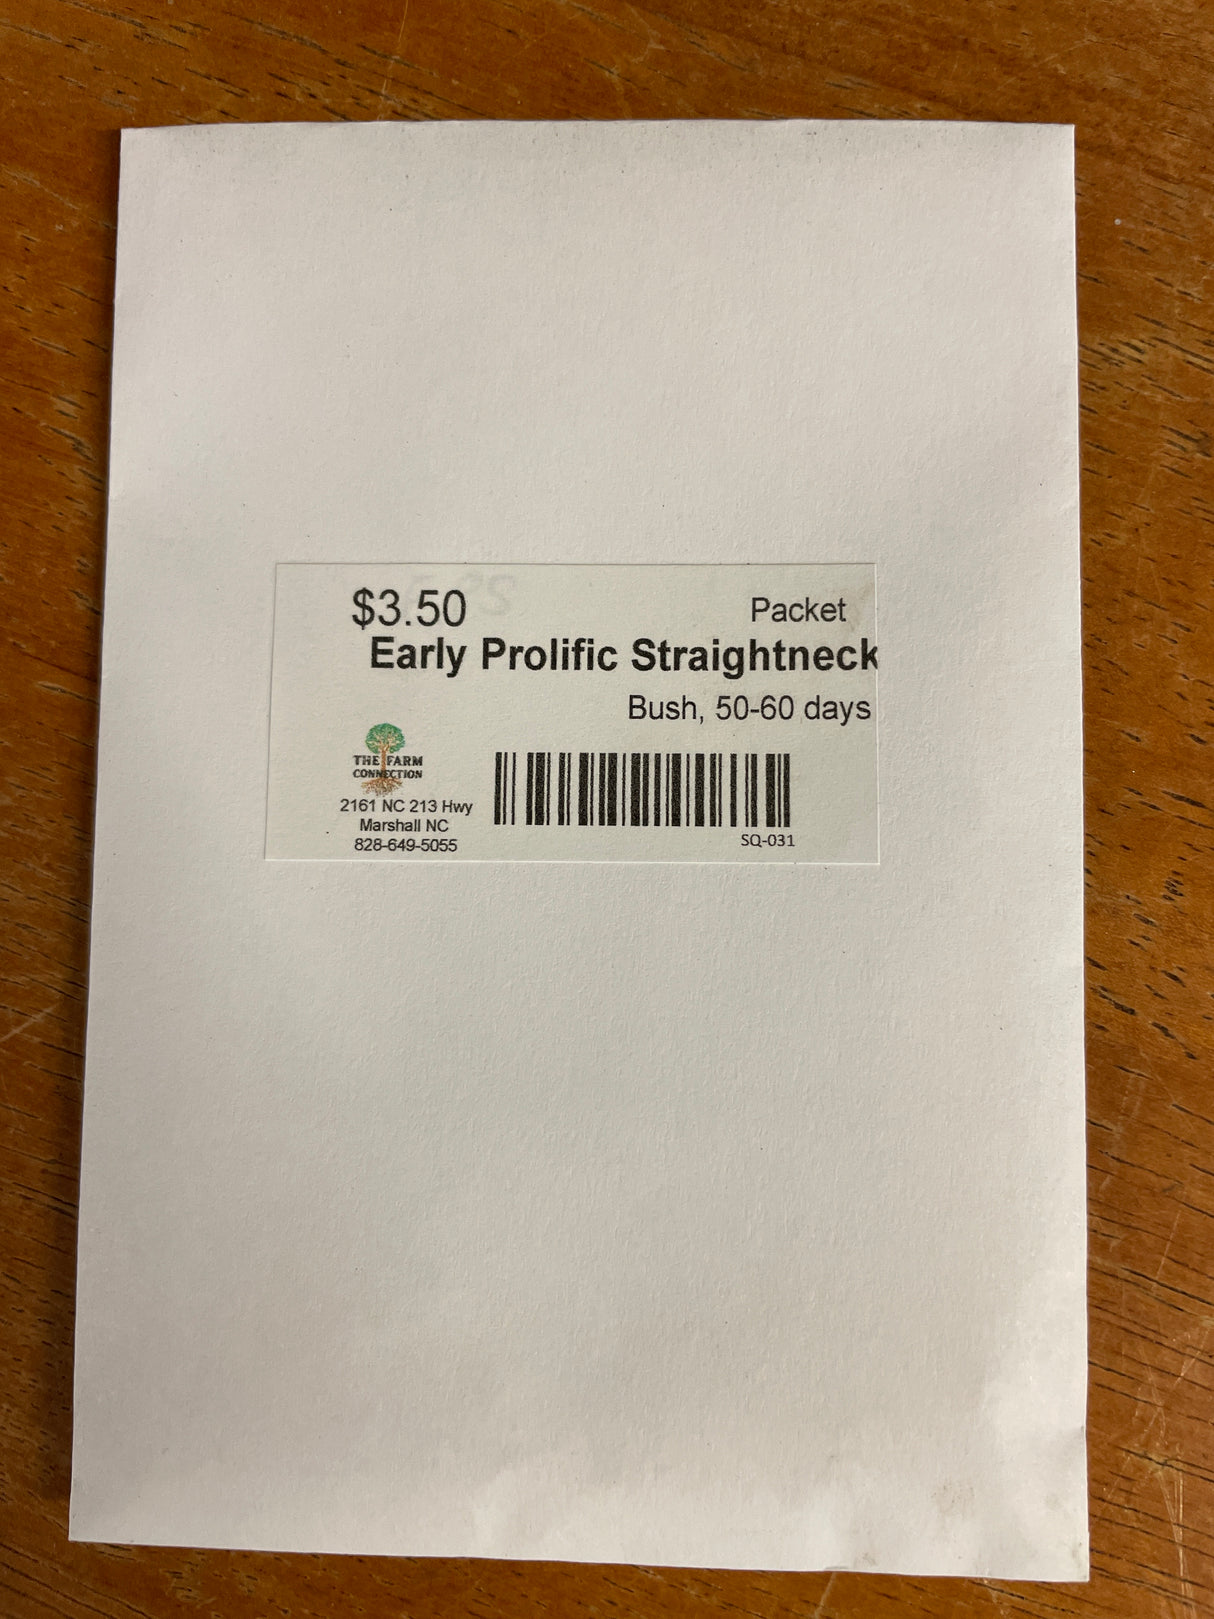 $3.50 Packet
Early Prolific Straightneck
Bush, 50-60 days
THE FARM
CONNECTION
2161 NC 213 Hwy
Marshall NC
828-649-5055
SQ-031